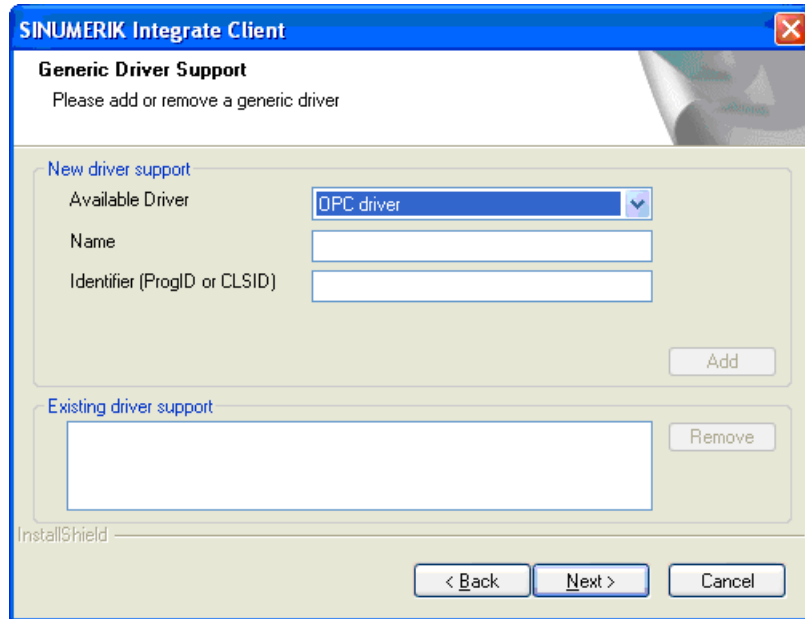 SINUMERIK Integrate Client
Generic Driver Support
Please add or remove a generic driver
New driver support
Available Driver
OPC driver
Name
Identifier (ProgID or CLSID)
Add
Existing driver support
Remove
InstallShield
< Back
Next >
Cancel